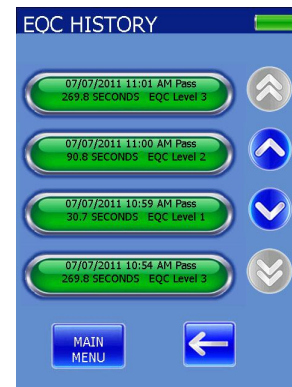 EQC HISTORY
07/07/2011 11:01 AM Pass
269.8 SECONDS EQC Level 3
07/07/2011 11:00 AM Pass
90.8 SECONDS EQC Level 2
07/07/2011 10:59 AM Pass
30.7 SECONDS EQC Level 1
07/07/2011 10:54 AM Pass
269.8 SECONDS EQC Level 3
MAIN
MENU